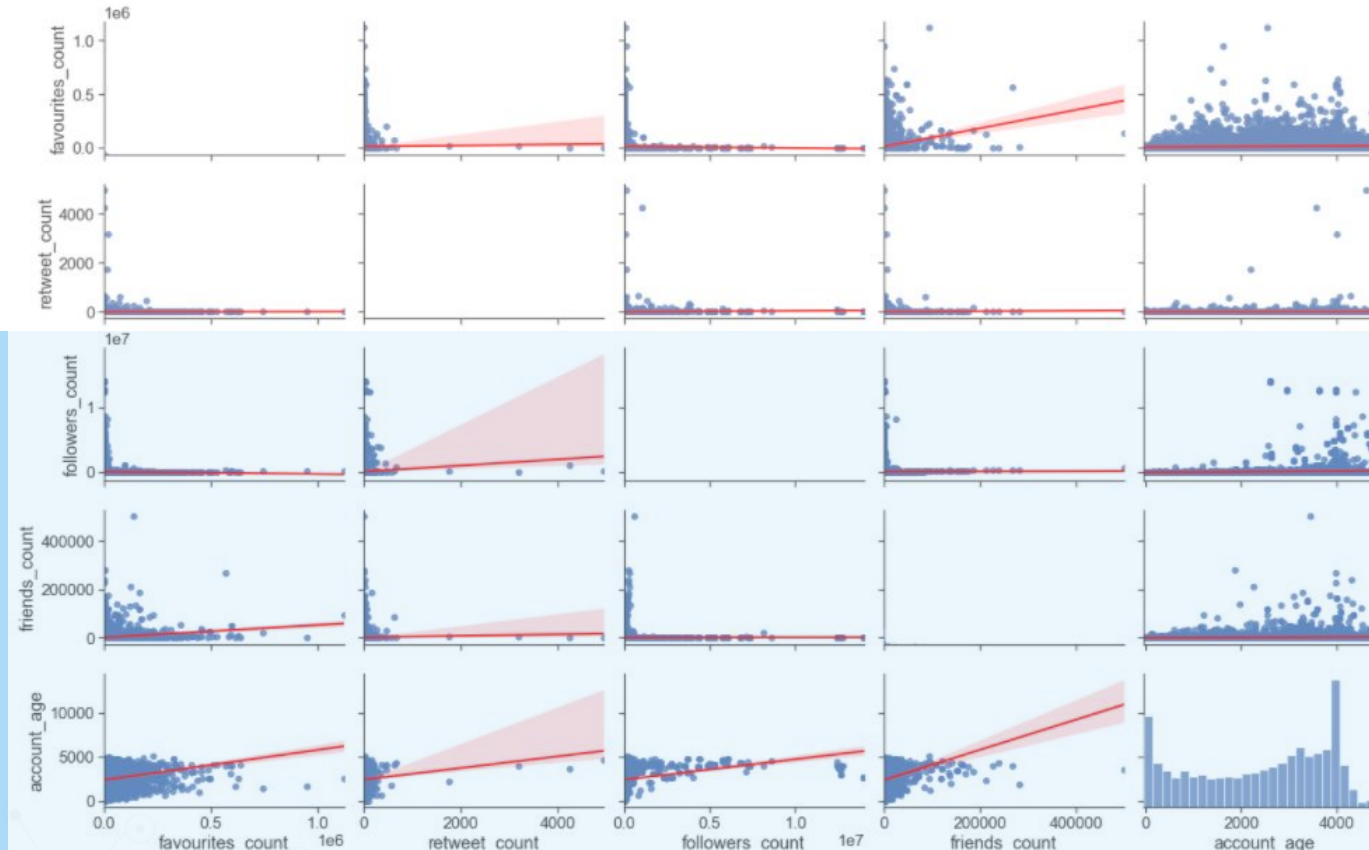 1e6
favourites_count
1.0
0.5
0.0
retweet_count
4000
2000
0
1e7
followers_count
1
0
friends_count
400000
200000
0
account_age
10000
5000
0
0.0 0.5 1.0 0 2000 4000 0.0 0.5 1.0 0 200000 400000 0 2000 4000
favourites_count 1e6 retweet_count followers_count 1e7 friends_count account_age